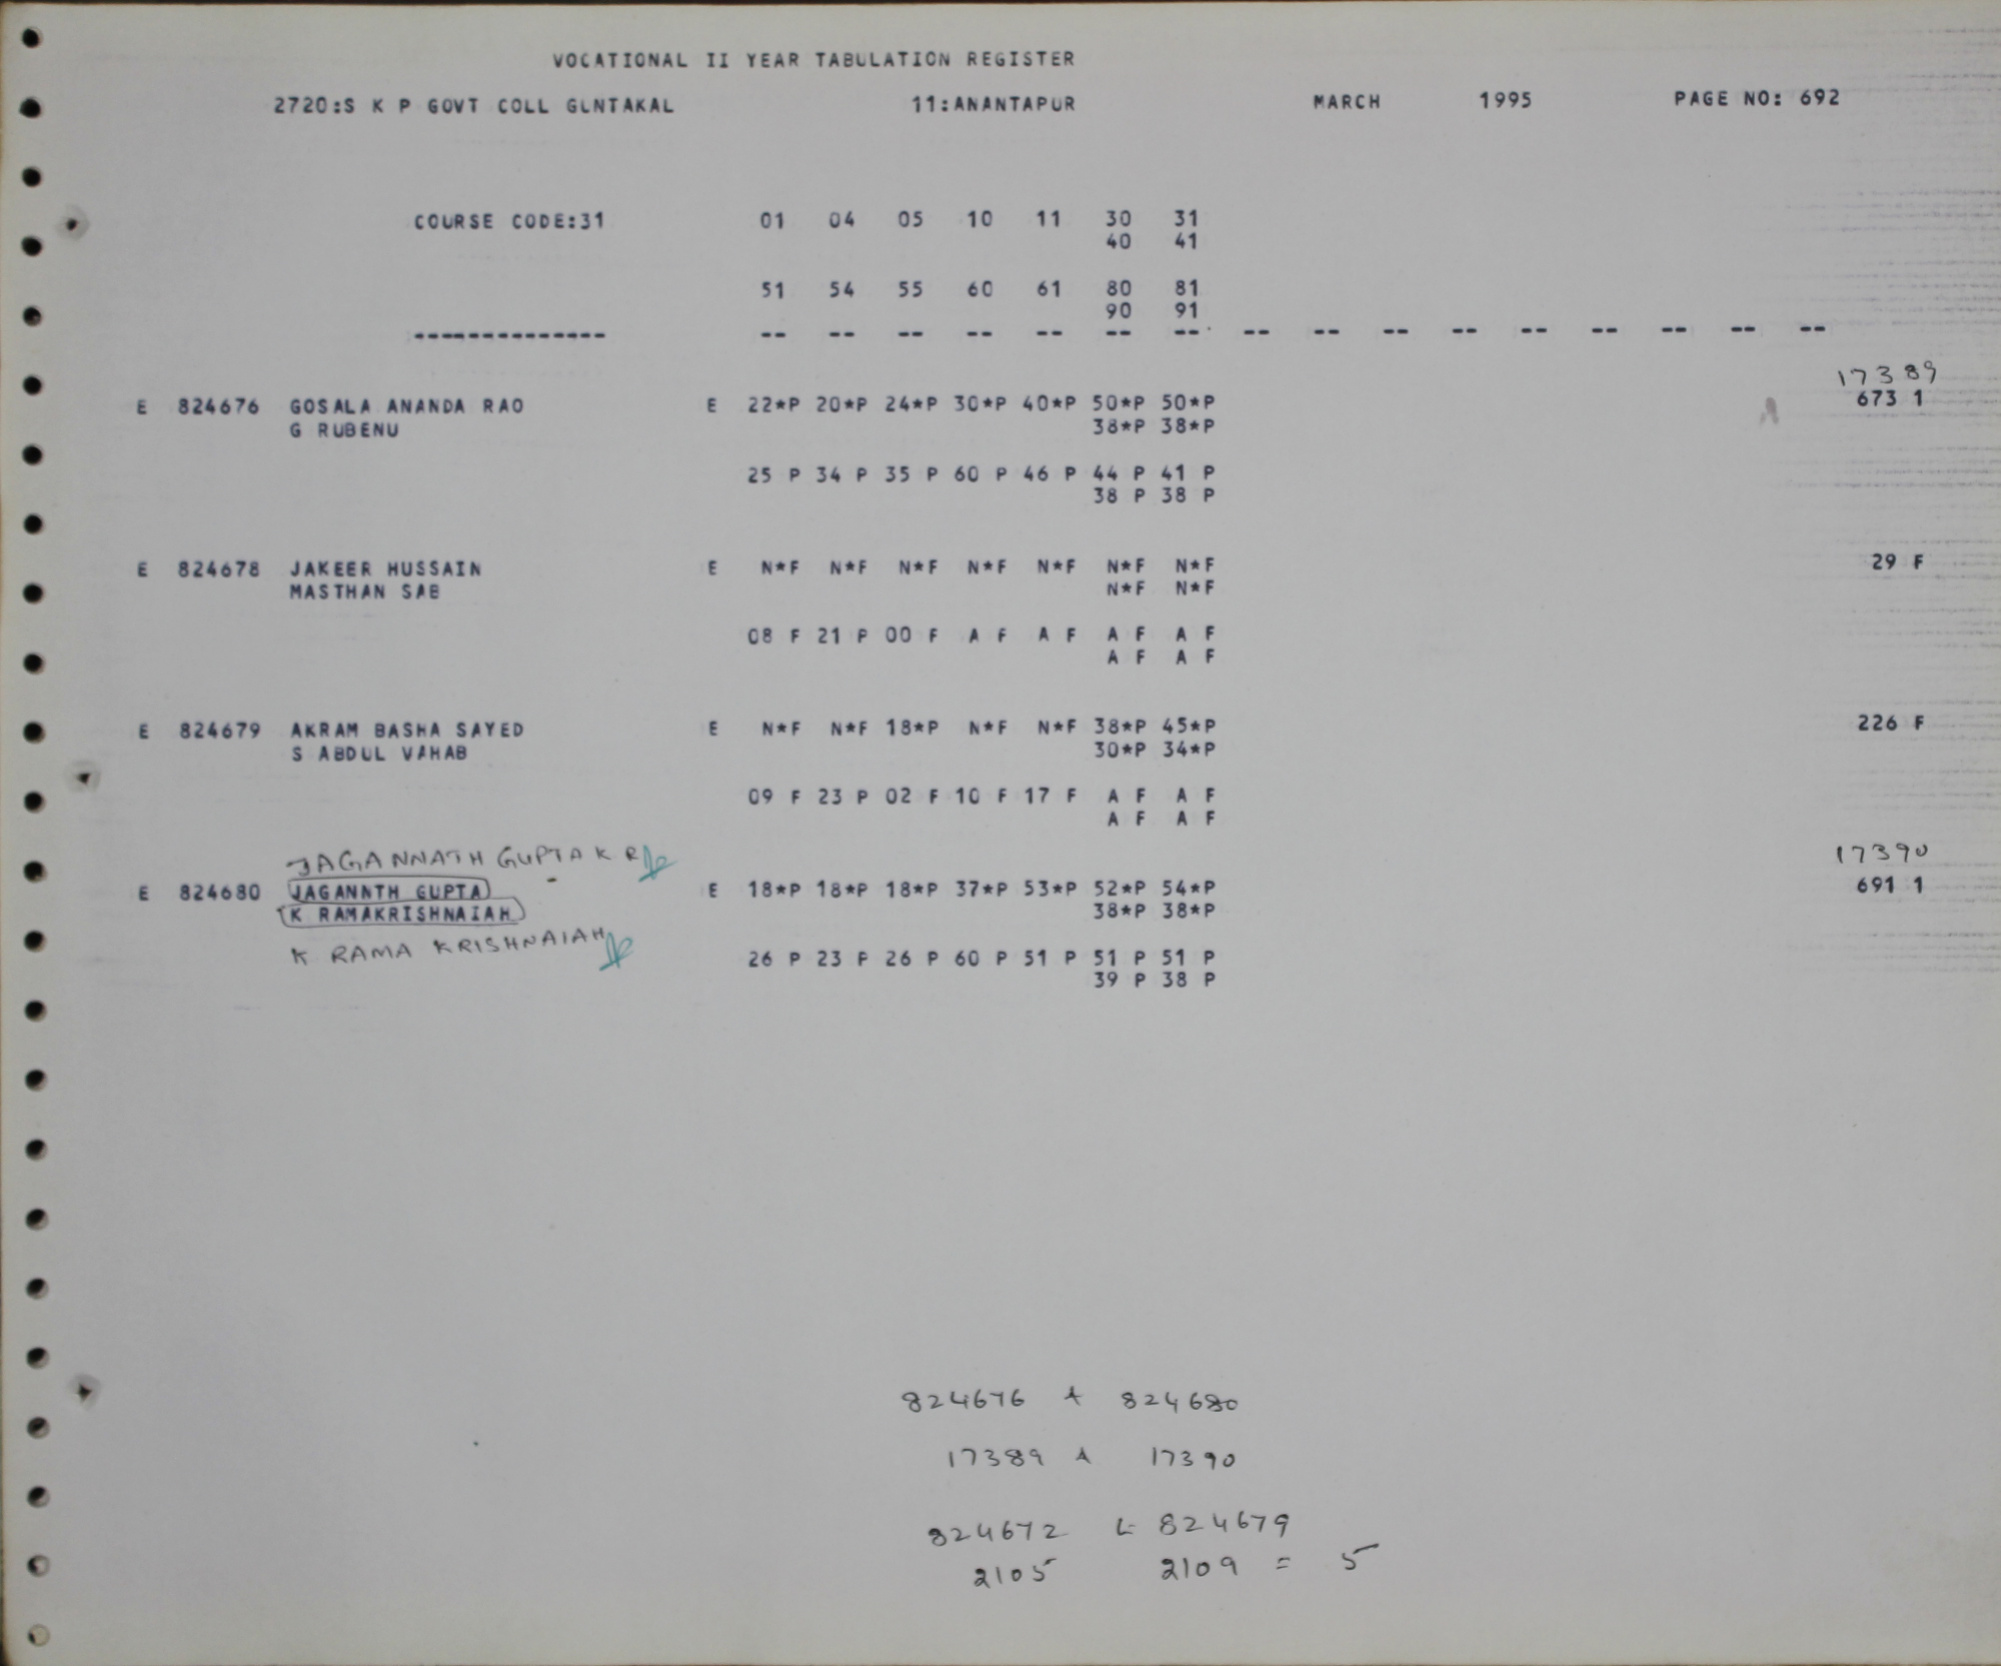 VOCATIONAL II YEAR TABULATION REGISTER
2720:S K P GOVT COLL GLNTAKAL 11:ANANTAPUR MARCH 1995 PAGE NO: 692
COURSE CODE:31 01 04 05 10 11 30 31
40 41
51 54 55 60 61 80 81
90 91
-------------- -- -- -- -- -- -- -- -- -- -- -- -- -- -- -- --
17389
E 824676 GOSALA ANANDA RAO E 22*P 20*P 24*P 30*P 40*P 50*P 50*P 673 1
G RUBENU 38*P 38*P
25 P 34 P 35 P 60 P 46 P 44 P 41 P
38 P 38 P
E 824678 JAKEER HUSSAIN E N*F N*F N*F N*F N*F N*F N*F 29 F
MASTHAN SAB N*F N*F
08 F 21 P 00 F A F A F A F A F
A F A F
E 824679 AKRAM BASHA SAYED E N*F N*F 18*P N*F N*F 38*P 45*P 226 F
S ABDUL VAHAB 30*P 34*P
09 F 23 P 02 F 10 F 17 F A F A F
A F A F
JAGANNATH GUPTA K R 17390
E 824680 JAGANNTH GUPTA E 18*P 18*P 18*P 37*P 53*P 52*P 54*P 691 1
K RAMAKRISHNAIAH 38*P 38*P
K RAMA KRISHNAIAH
26 P 23 P 26 P 60 P 51 P 51 P 51 P
39 P 38 P
824676 824680
17389 17390
824672 824679
2105 2109 = 5